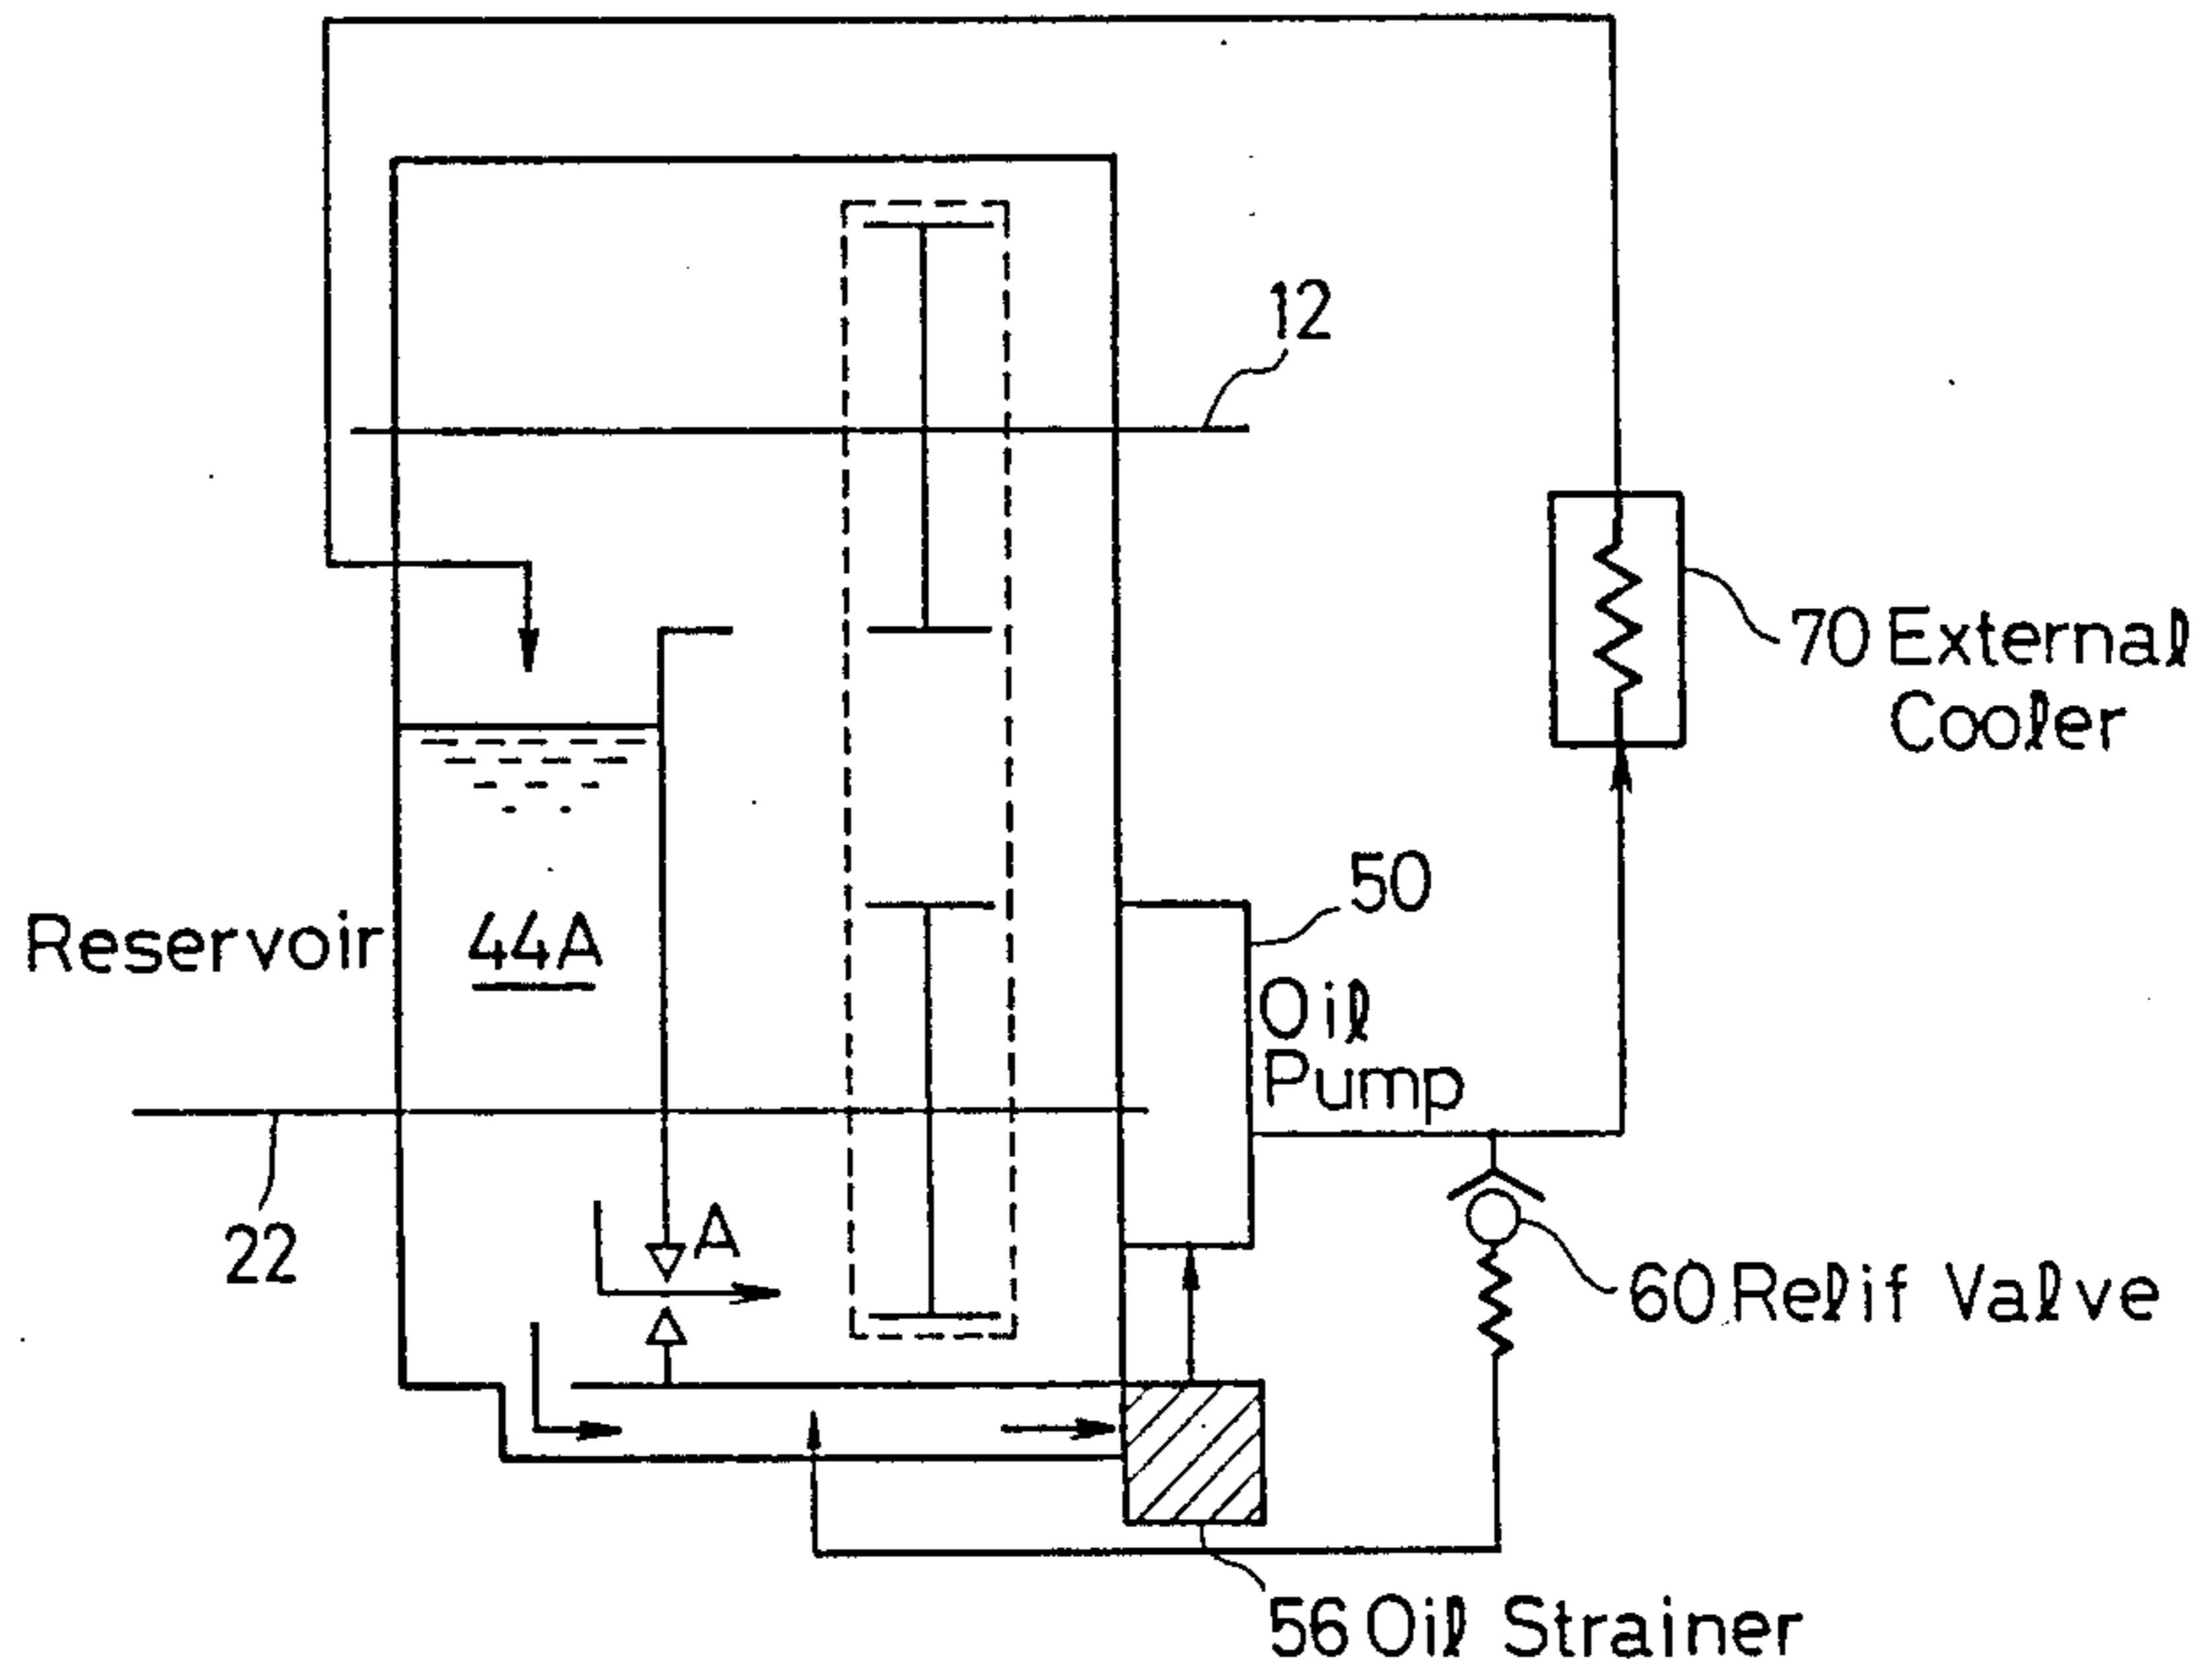 12
70 External
Cooler
50
Oil
Pump
Reservoir 44A
22
A
60 Relif Valve
56 Oil Strainer